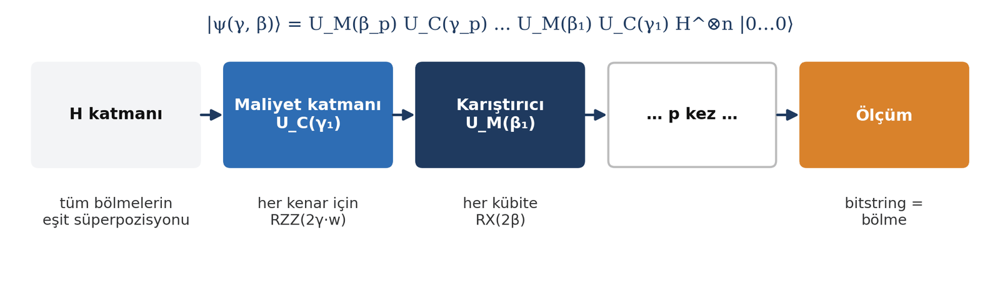 |ψ(γ, β)⟩ = U_M(β_p) U_C(γ_p) … U_M(β₁) U_C(γ₁) H^⊗n |0…0⟩
H katmanı
Maliyet katmanı
U_C(γ₁)
Karıştırıcı
U_M(β₁)
… p kez …
Ölçüm
tüm bölmelerin
eşit süperpozisyonu
her kenar için
RZZ(2γ·w)
her kübite
RX(2β)
bitstring =
bölme